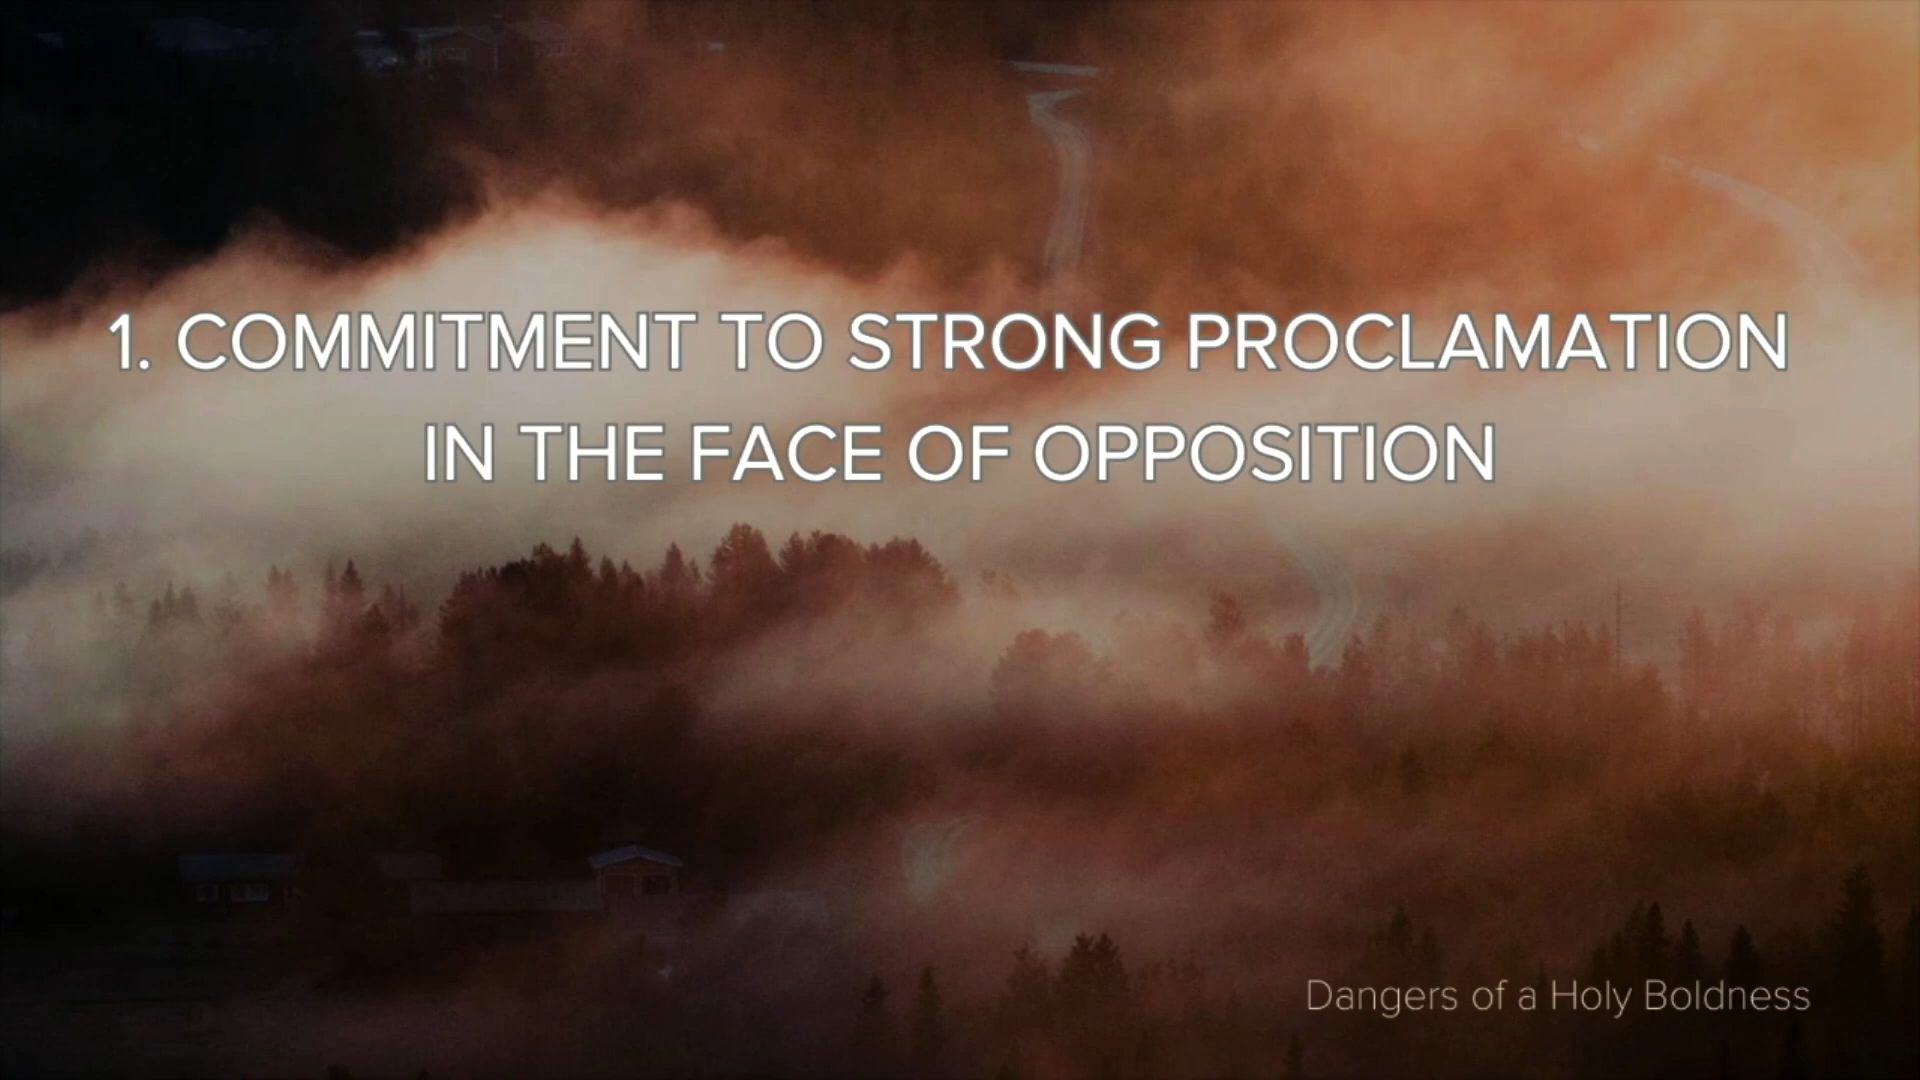 1. COMMITMENT TO STRONG PROCLAMATION
IN THE FACE OF OPPOSITION
Dangers of a Holy Boldness